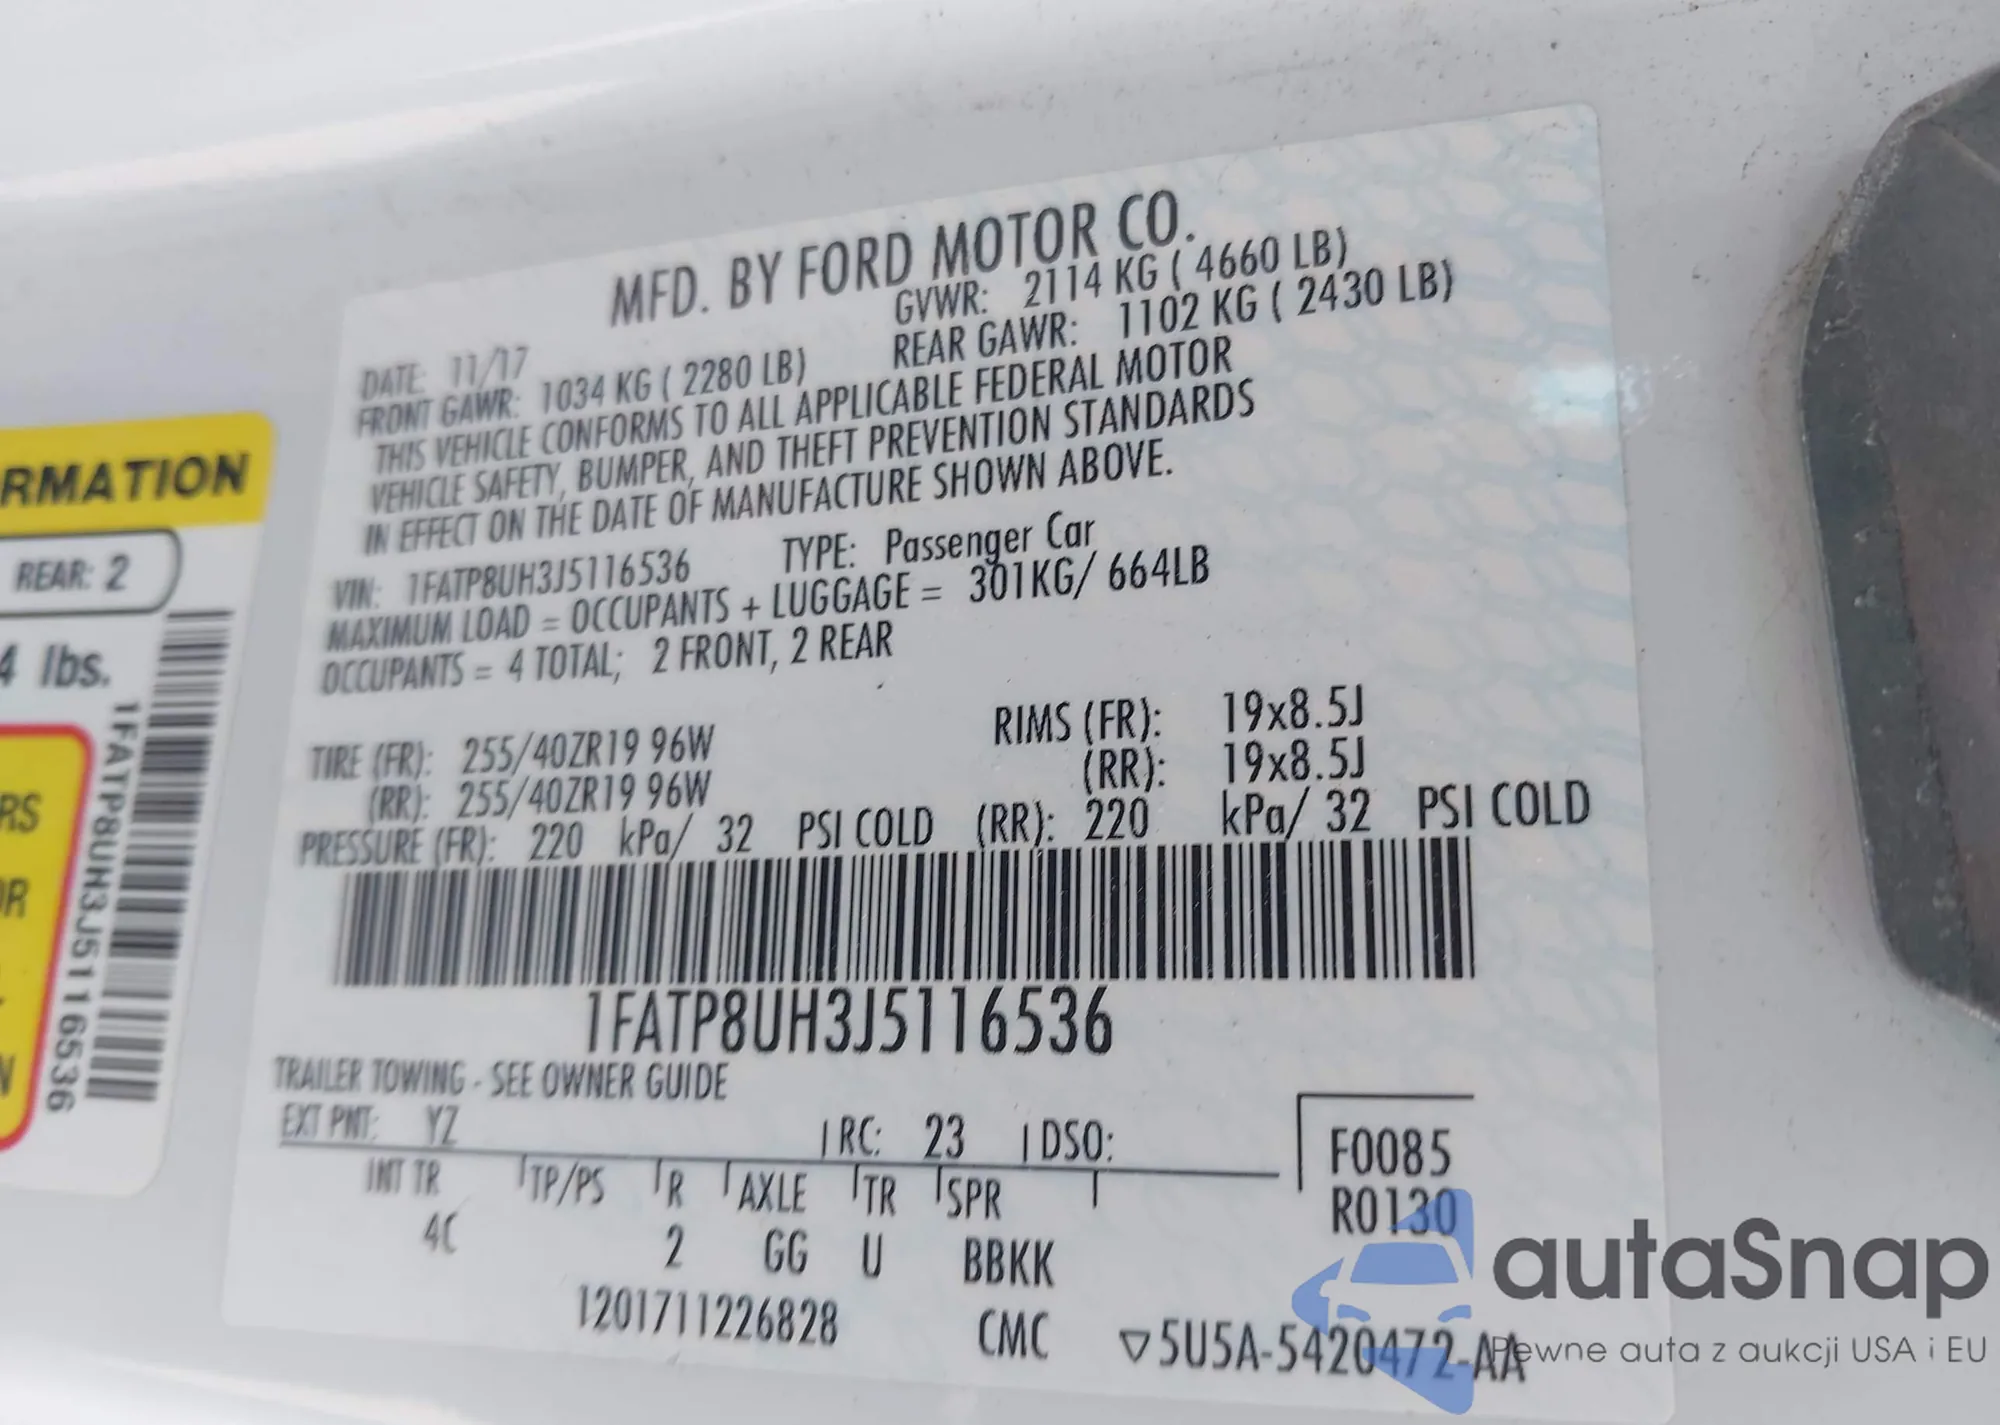 MFD. BY FORD MOTOR CO.
DATE: 11/17 GVWR: 2114 KG ( 4660 LB)
FRONT GAWR: 1034 KG ( 2280 LB) REAR GAWR: 1102 KG ( 2430 LB)
THIS VEHICLE CONFORMS TO ALL APPLICABLE FEDERAL MOTOR
VEHICLE SAFETY, BUMPER, AND THEFT PREVENTION STANDARDS
IN EFFECT ON THE DATE OF MANUFACTURE SHOWN ABOVE.
VIN: 1FATP8UH3J5116536 TYPE: Passenger Car
MAXIMUM LOAD = OCCUPANTS + LUGGAGE = 301KG/ 664LB
OCCUPANTS = 4 TOTAL; 2 FRONT, 2 REAR
TIRE (FR): 255/40ZR19 96W RIMS (FR): 19x8.5J
(RR): 255/40ZR19 96W (RR): 19x8.5J
PRESSURE (FR): 220 kPa/ 32 PSI COLD (RR): 220 kPa/ 32 PSI COLD
1FATP8UH3J5116536
TRAILER TOWING - SEE OWNER GUIDE
EXT PNT: YZ RC: 23 DSO:
F0085
R0130
INT TR TP/PS R AXLE TR SPR
4C 2 GG U BBKK
1201711226828 CMC ▽5U5A-5420472-AA
RMATION
REAR: 2
4 lbs.
1FATP8UH3J5116536
RS
OR
N
autaSnap
Pewne auta z aukcji USA i EU